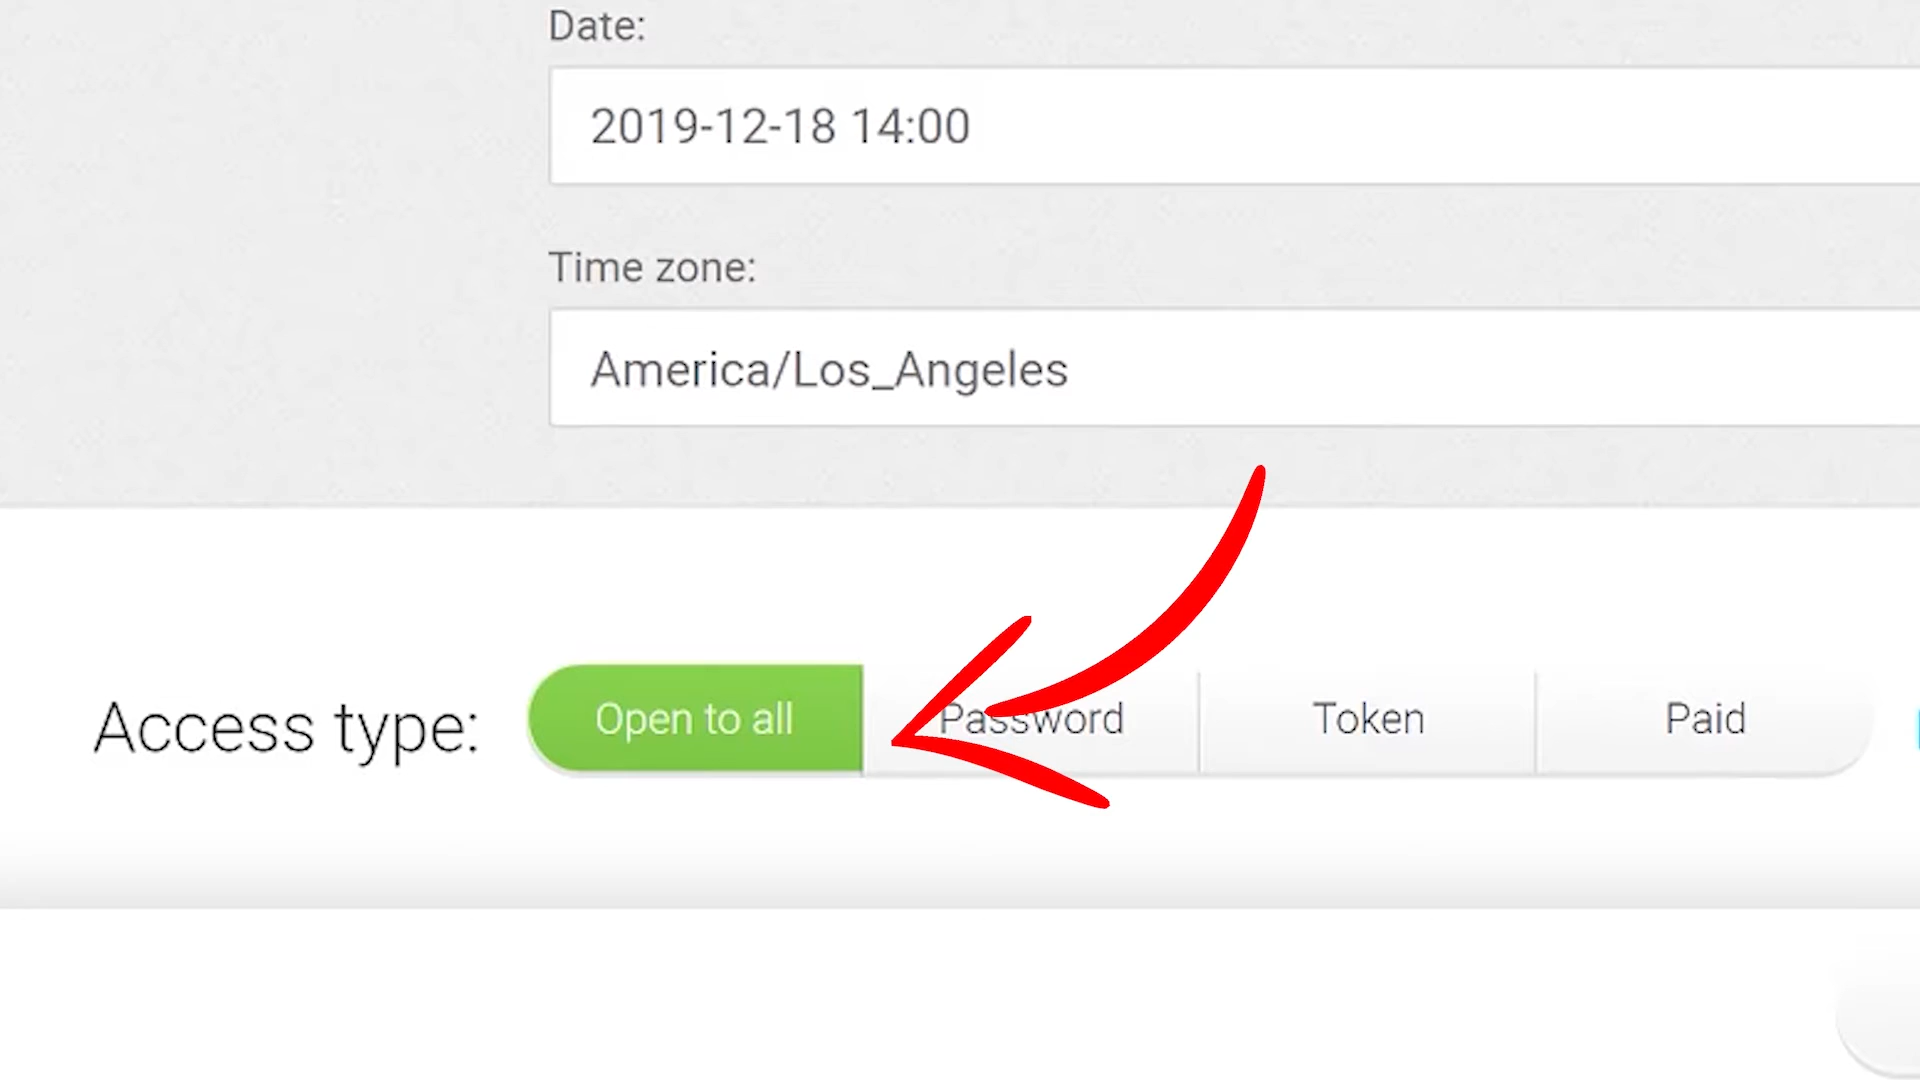 Date:
2019-12-18 14:00
Time zone:
America/Los_Angeles
Access type: Open to all Password Token Paid